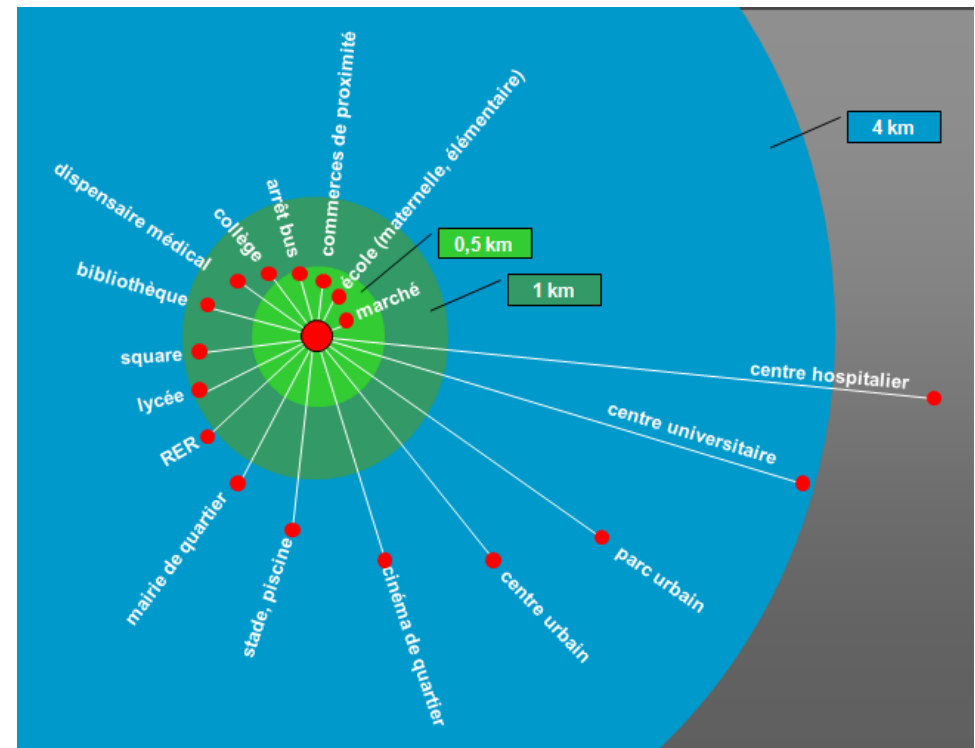 commerces de proximité
école (maternelle, élémentaire)
arrêt bus
collège
dispensaire médical
bibliothèque
square
lycée
RER
mairie de quartier
stade, piscine
cinéma de quartier
centre urbain
parc urbain
centre universitaire
centre hospitalier
marché
0,5 km
1 km
4 km